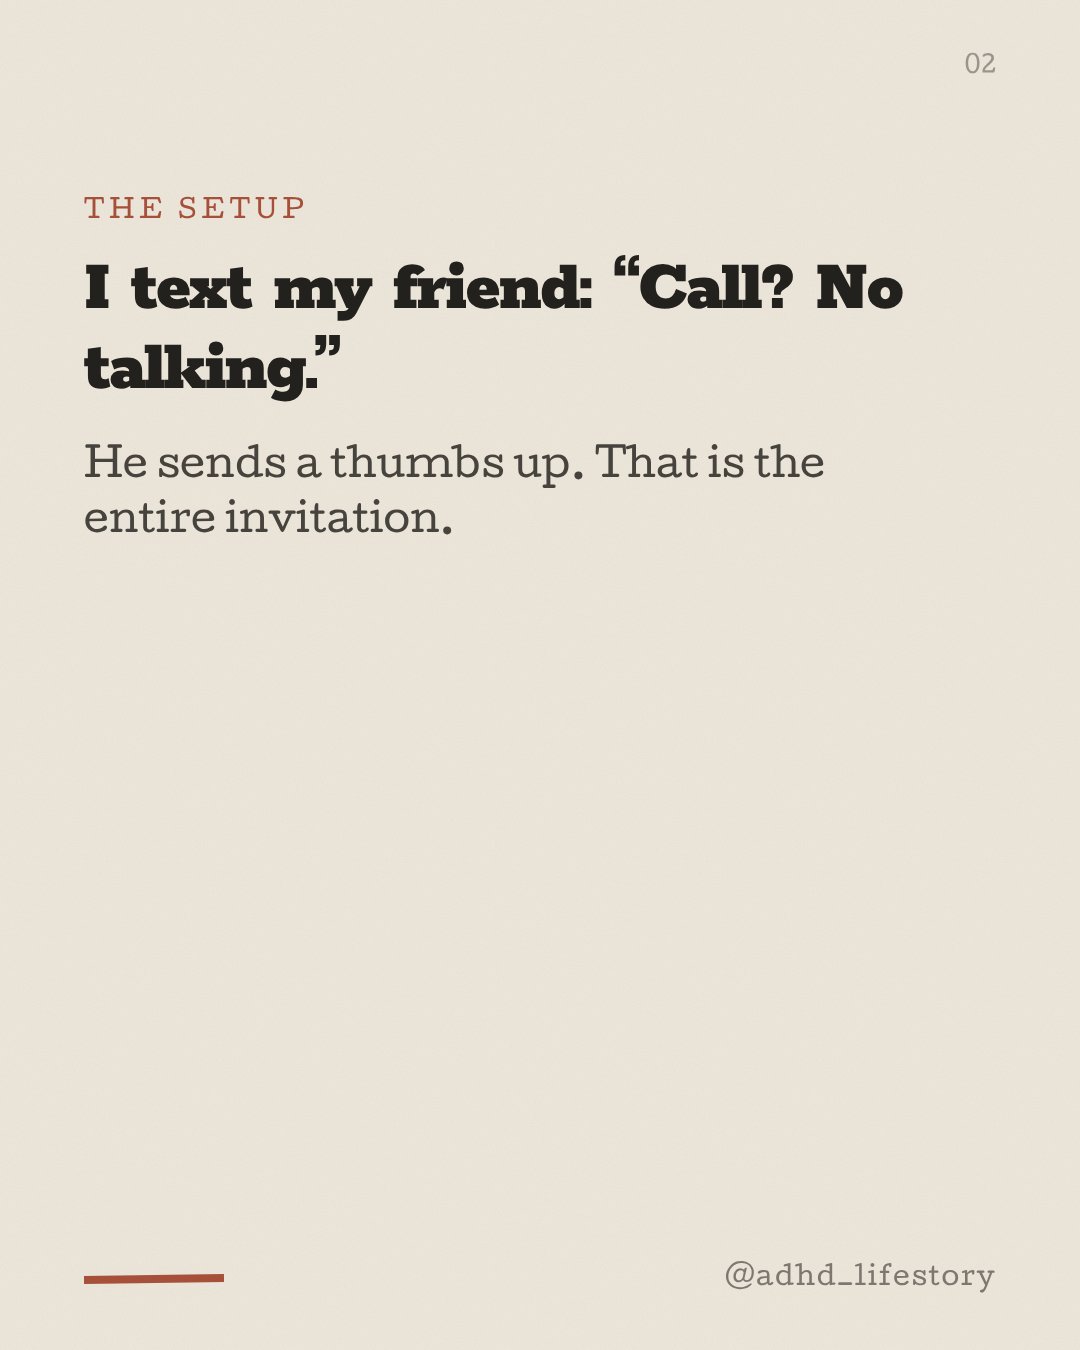 02
THE SETUP
I text my friend: “Call? No
talking.”
He sends a thumbs up. That is the
entire invitation.
@adhd_lifestory